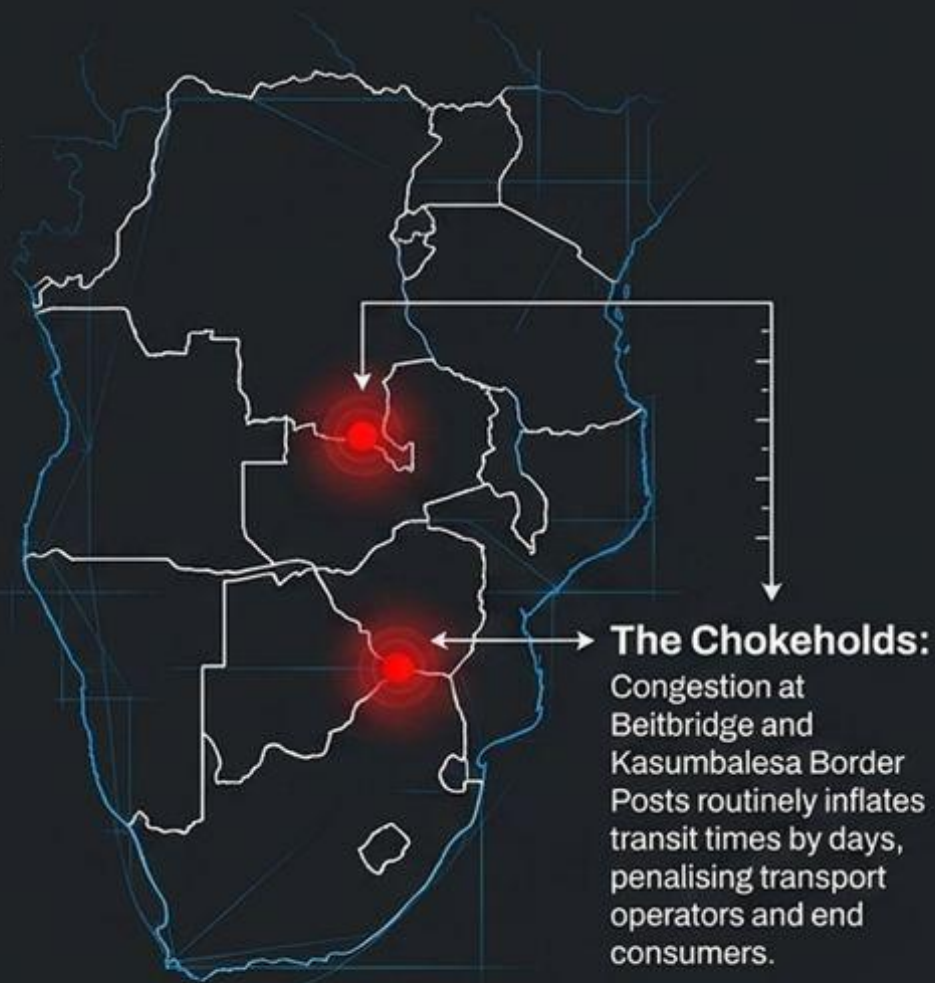 The Chokeholds:
Congestion at
Beitbridge and
Kasumbalesa Border
Posts routinely inflates
transit times by days,
penalising transport
operators and end
consumers.